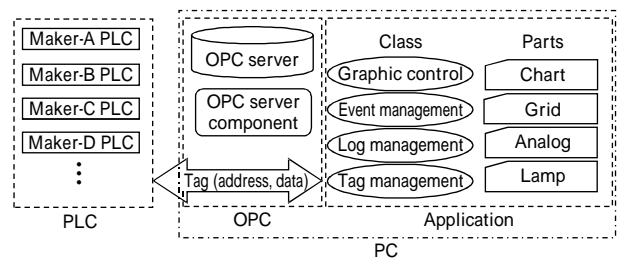 Maker-A PLC
Maker-B PLC
Maker-C PLC
Maker-D PLC
PLC
OPC server
OPC server
component
Tag (address, data)
OPC
Class
Graphic control
Event management
Log management
Tag management
Parts
Chart
Grid
Analog
Lamp
Application
PC